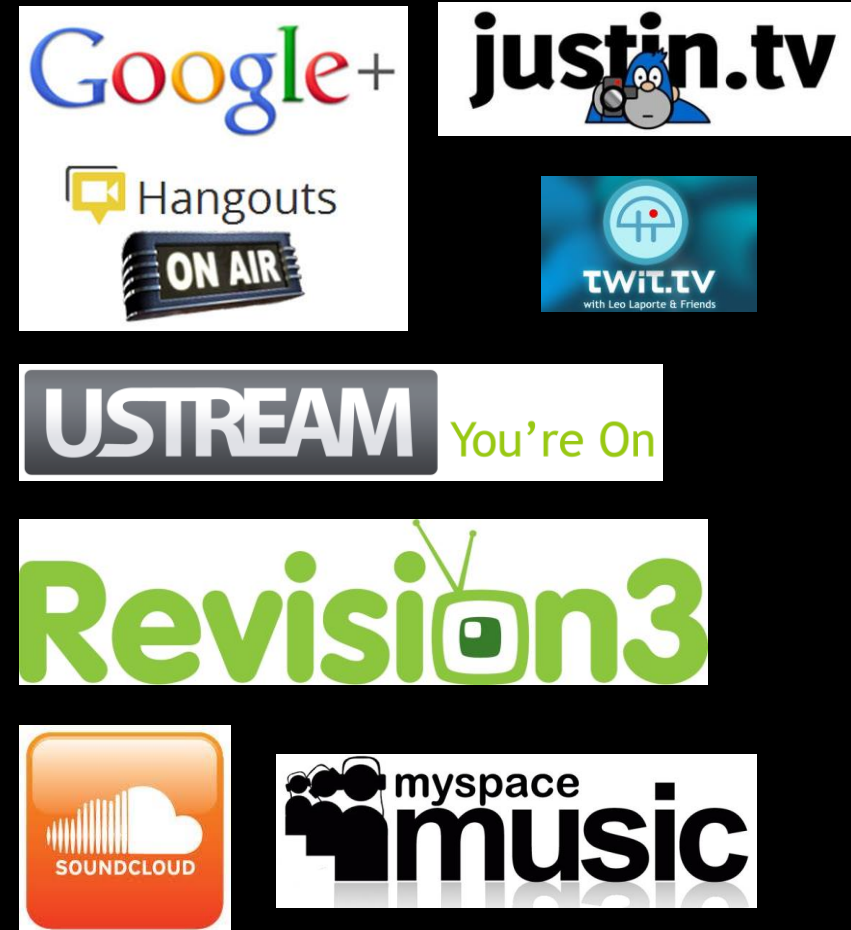 Google+
Hangouts
ON AIR
justin.tv
TWiT.TV
with Leo Laporte & Friends
USTREAM You’re On
Revision3
SOUNDCLOUD
myspace
music